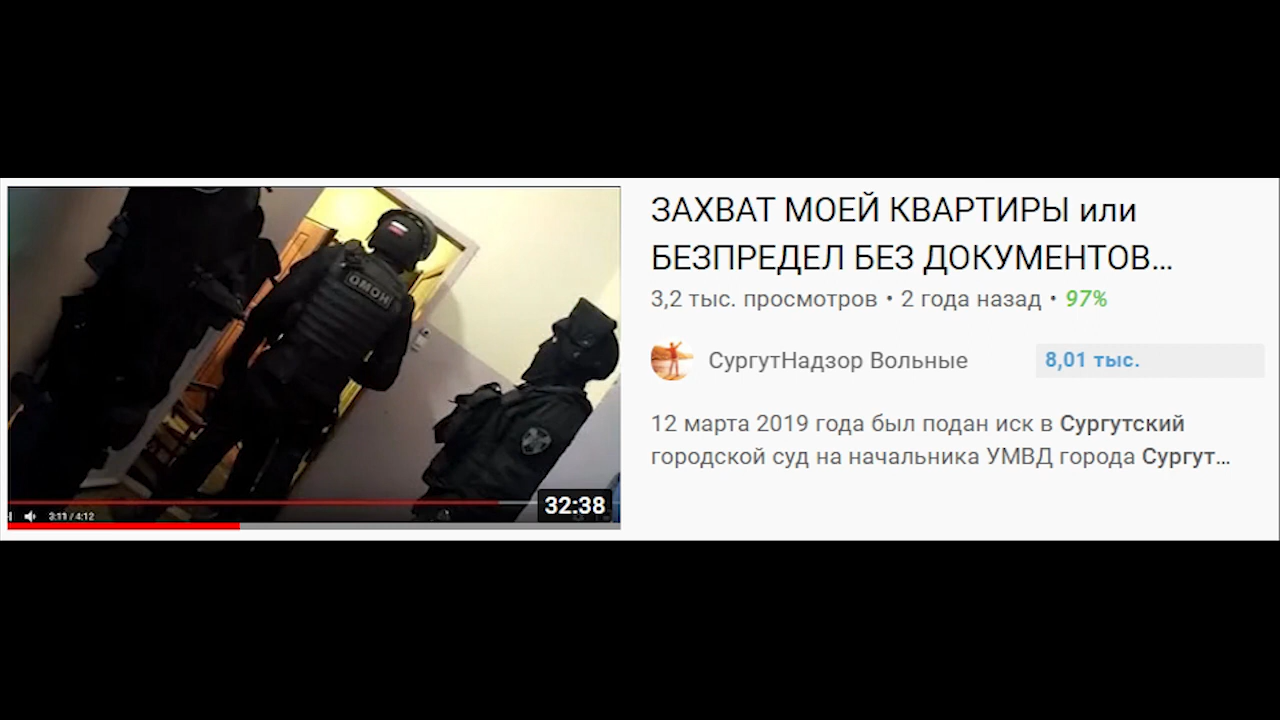 ОМОН
3:11 / 4:12
32:38
ЗАХВАТ МОЕЙ КВАРТИРЫ или
БЕЗПРЕДЕЛ БЕЗ ДОКУМЕНТОВ...
3,2 тыс. просмотров • 2 года назад • 97%
СургутНадзор Вольные
8,01 тыс.
12 марта 2019 года был подан иск в Сургутский
городской суд на начальника УМВД города Сургут...